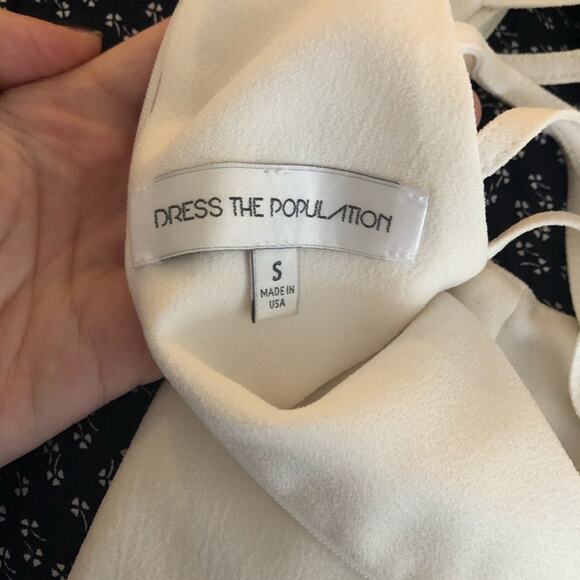 DRESS THE POPULATION
S
MADE IN
USA